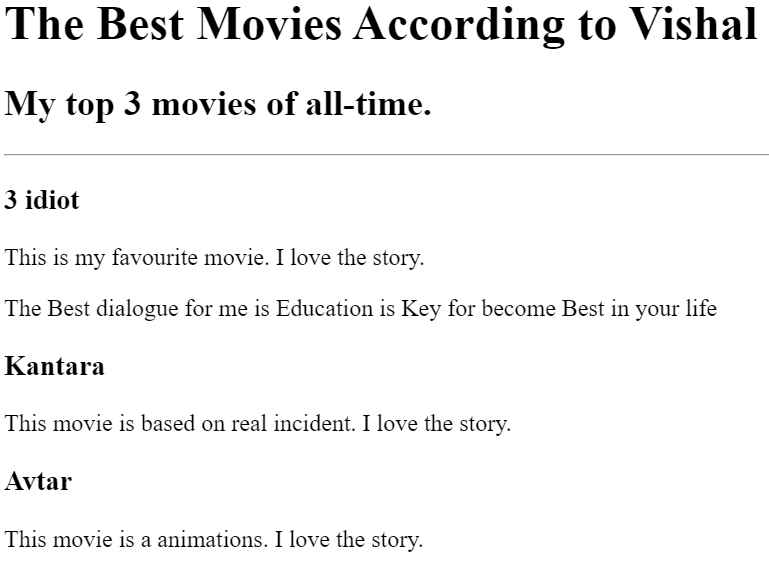 The Best Movies According to Vishal
My top 3 movies of all-time.
3 idiot
This is my favourite movie. I love the story.
The Best dialogue for me is Education is Key for become Best in your life
Kantara
This movie is based on real incident. I love the story.
Avtar
This movie is a animations. I love the story.